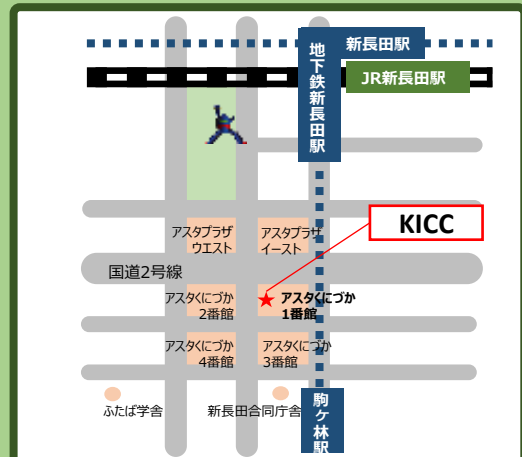 新長田駅
地下鉄新長田駅
JR新長田駅
アスタプラザ
ウエスト
アスタプラザ
イースト
KICC
国道2号線
アスタくにづか
2番館
アスタくにづか
1番館
アスタくにづか
4番館
アスタくにづか
3番館
ふたば学舎
新長田合同庁舎
駒ケ林駅